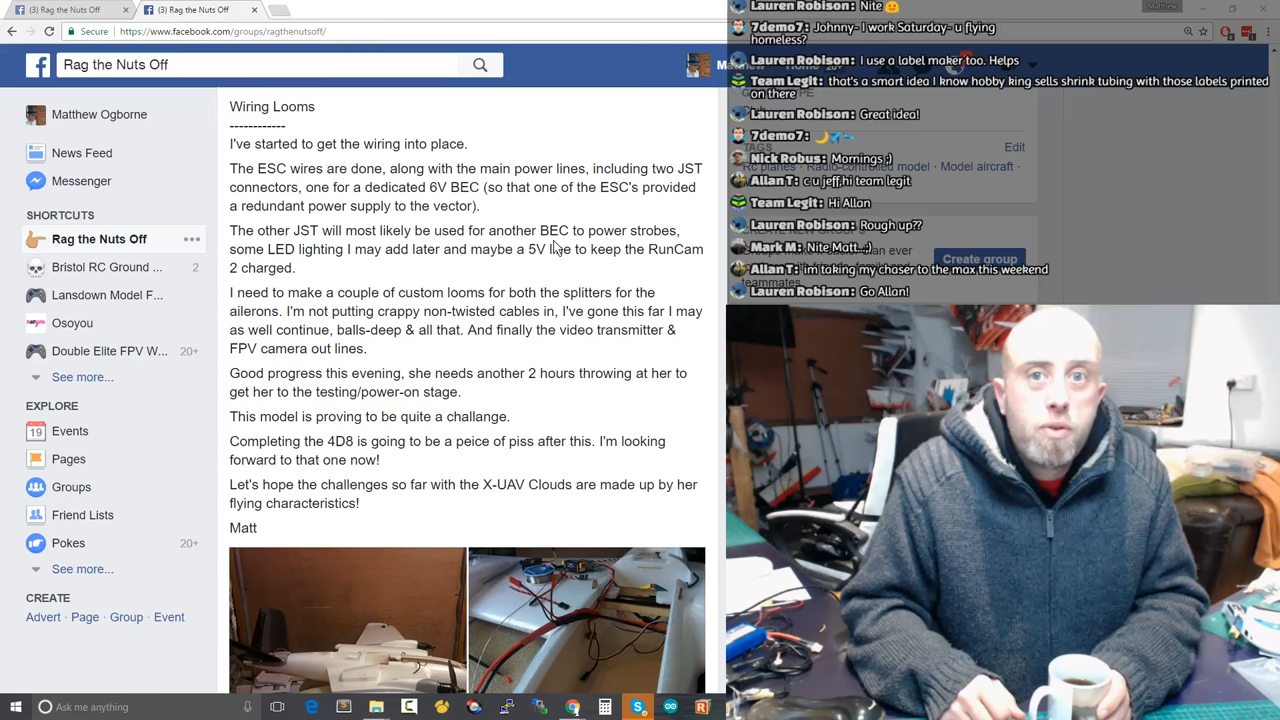 Rag the Nuts Off
Rag the Nuts Off
Matthew
Secure
https://www.facebook.com/groups/ragthenutsoff/
Rag the Nuts Off
Matthew Ogborne
News Feed
Messenger
SHORTCUTS
Rag the Nuts Off
Bristol RC Ground ...
2
Lansdown Model F...
Osoyou
Double Elite FPV W...
20+
See more...
EXPLORE
19
Events
Pages
Groups
Friend Lists
Pokes
20+
See more...
CREATE
Advert · Page · Group · Event
Wiring Looms
------------
I've started to get the wiring into place.
The ESC wires are done, along with the main power lines, including two JST
connectors, one for a dedicated 6V BEC (so that one of the ESC's provided
a redundant power supply to the vector).
The other JST will most likely be used for another BEC to power strobes,
some LED lighting I may add later and maybe a 5V line to keep the RunCam
2 charged.
I need to make a couple of custom looms for both the splitters for the
ailerons. I'm not putting crappy non-twisted cables in, I've gone this far I may
as well continue, balls-deep & all that. And finally the video transmitter &
FPV camera out lines.
Good progress this evening, she needs another 2 hours throwing at her to
get her to the testing/power-on stage.
This model is proving to be quite a challenge.
Completing the 4D8 is going to be a peice of piss after this. I'm looking
forward to that one now!
Let's hope the challenges so far with the X-UAV Clouds are made up by her
flying characteristics!
Matt
Lauren Robison: Nite
7demo7: Johnny- I work Saturday- u flying
homeless?
Lauren Robison: I use a label maker too. Helps
Team Legit: that's a smart idea I know hobby king sells shrink tubing with those labels printed
on there
Lauren Robison: Great idea!
7demo7:
Nick Robus: Mornings ;)
Allan T: c u jeff,hi team legit
Team Legit: Hi Allan
Lauren Robison: Rough up??
Mark M: Nite Matt...;)
Allan T: im taking my chaser to the max this weekend
Lauren Robison: Go Allan!
TAGS
Edit
Rc planes · Radio-controlled model · Model aircraft
Create group
Ask me anything